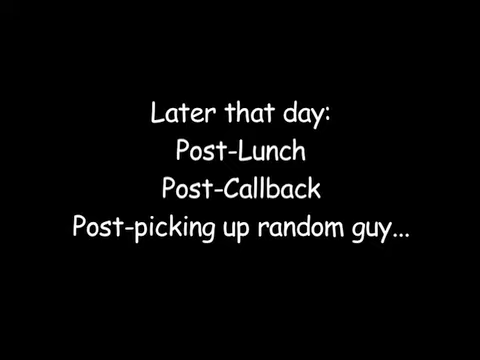 Later that day:
Post-Lunch
Post-Callback
Post-picking up random guy...